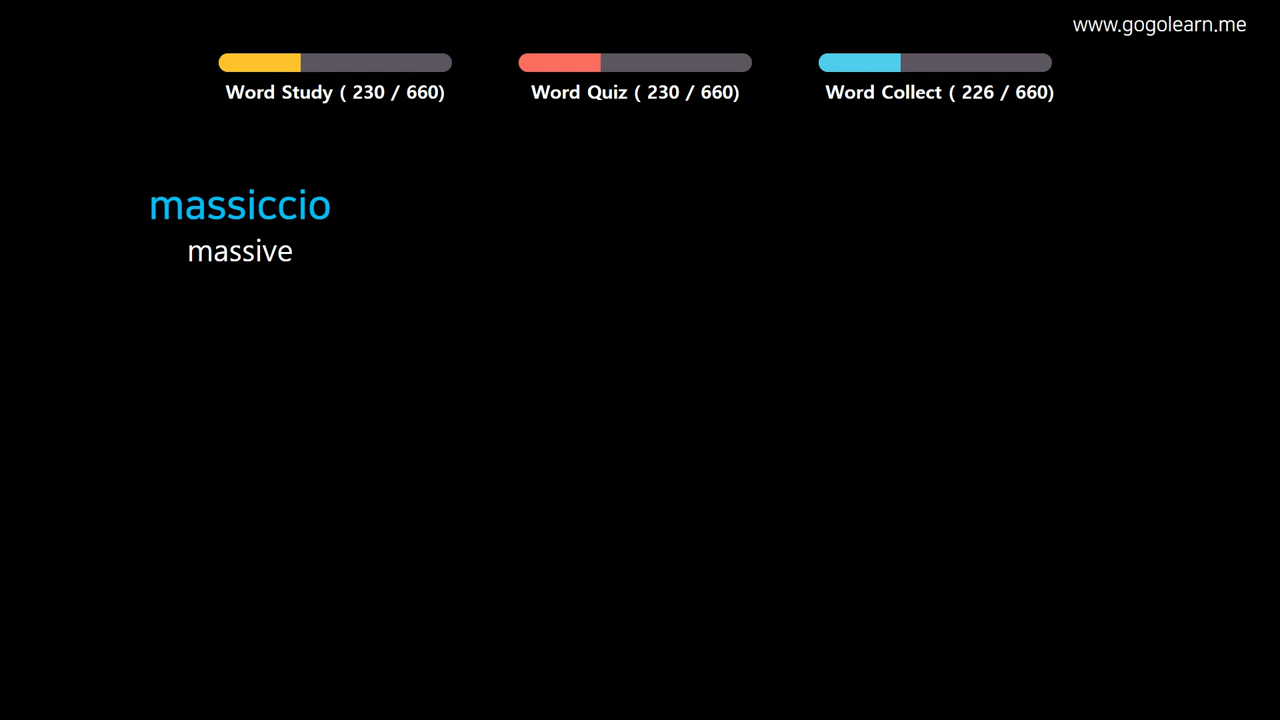 www.gogolearn.me
Word Study ( 230 / 660)
Word Quiz ( 230 / 660)
Word Collect ( 226 / 660)
massiccio
massive